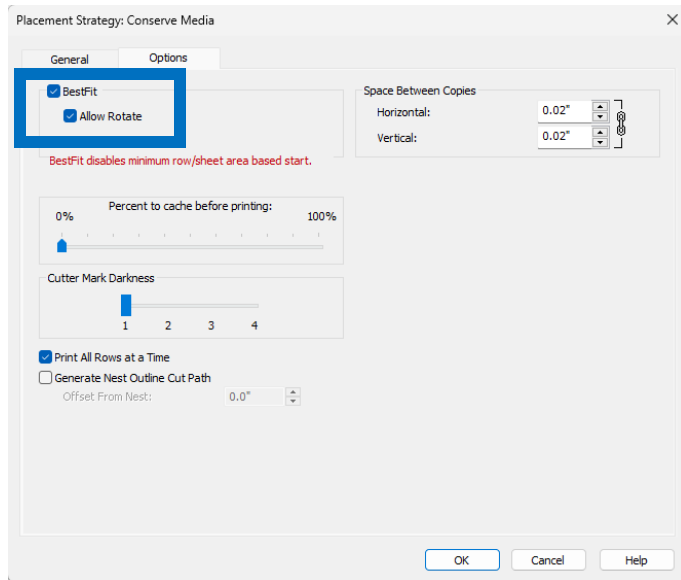 Placement Strategy: Conserve Media
General
Options
BestFit
Allow Rotate
BestFit disables minimum row/sheet area based start.
Space Between Copies
Horizontal:
0.02"
Vertical:
0.02"
Percent to cache before printing:
0%
100%
Cutter Mark Darkness
1 2 3 4
Print All Rows at a Time
Generate Nest Outline Cut Path
Offset From Nest:
0.0"
OK
Cancel
Help